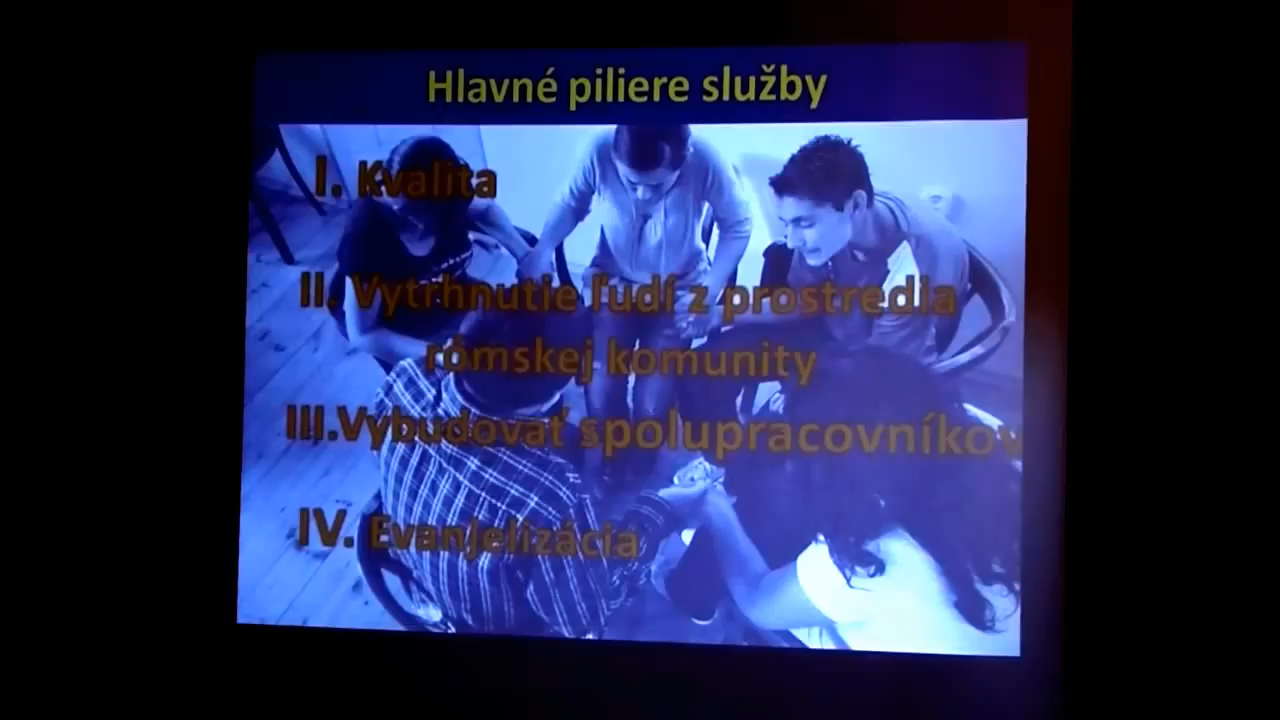 Hlavné piliere služby
I. Kvalita
II. Vytrhnutie ľudí z prostredia
rómskej komunity
III.Vybudovať spolupracovníkov
IV. Evanjelizácia